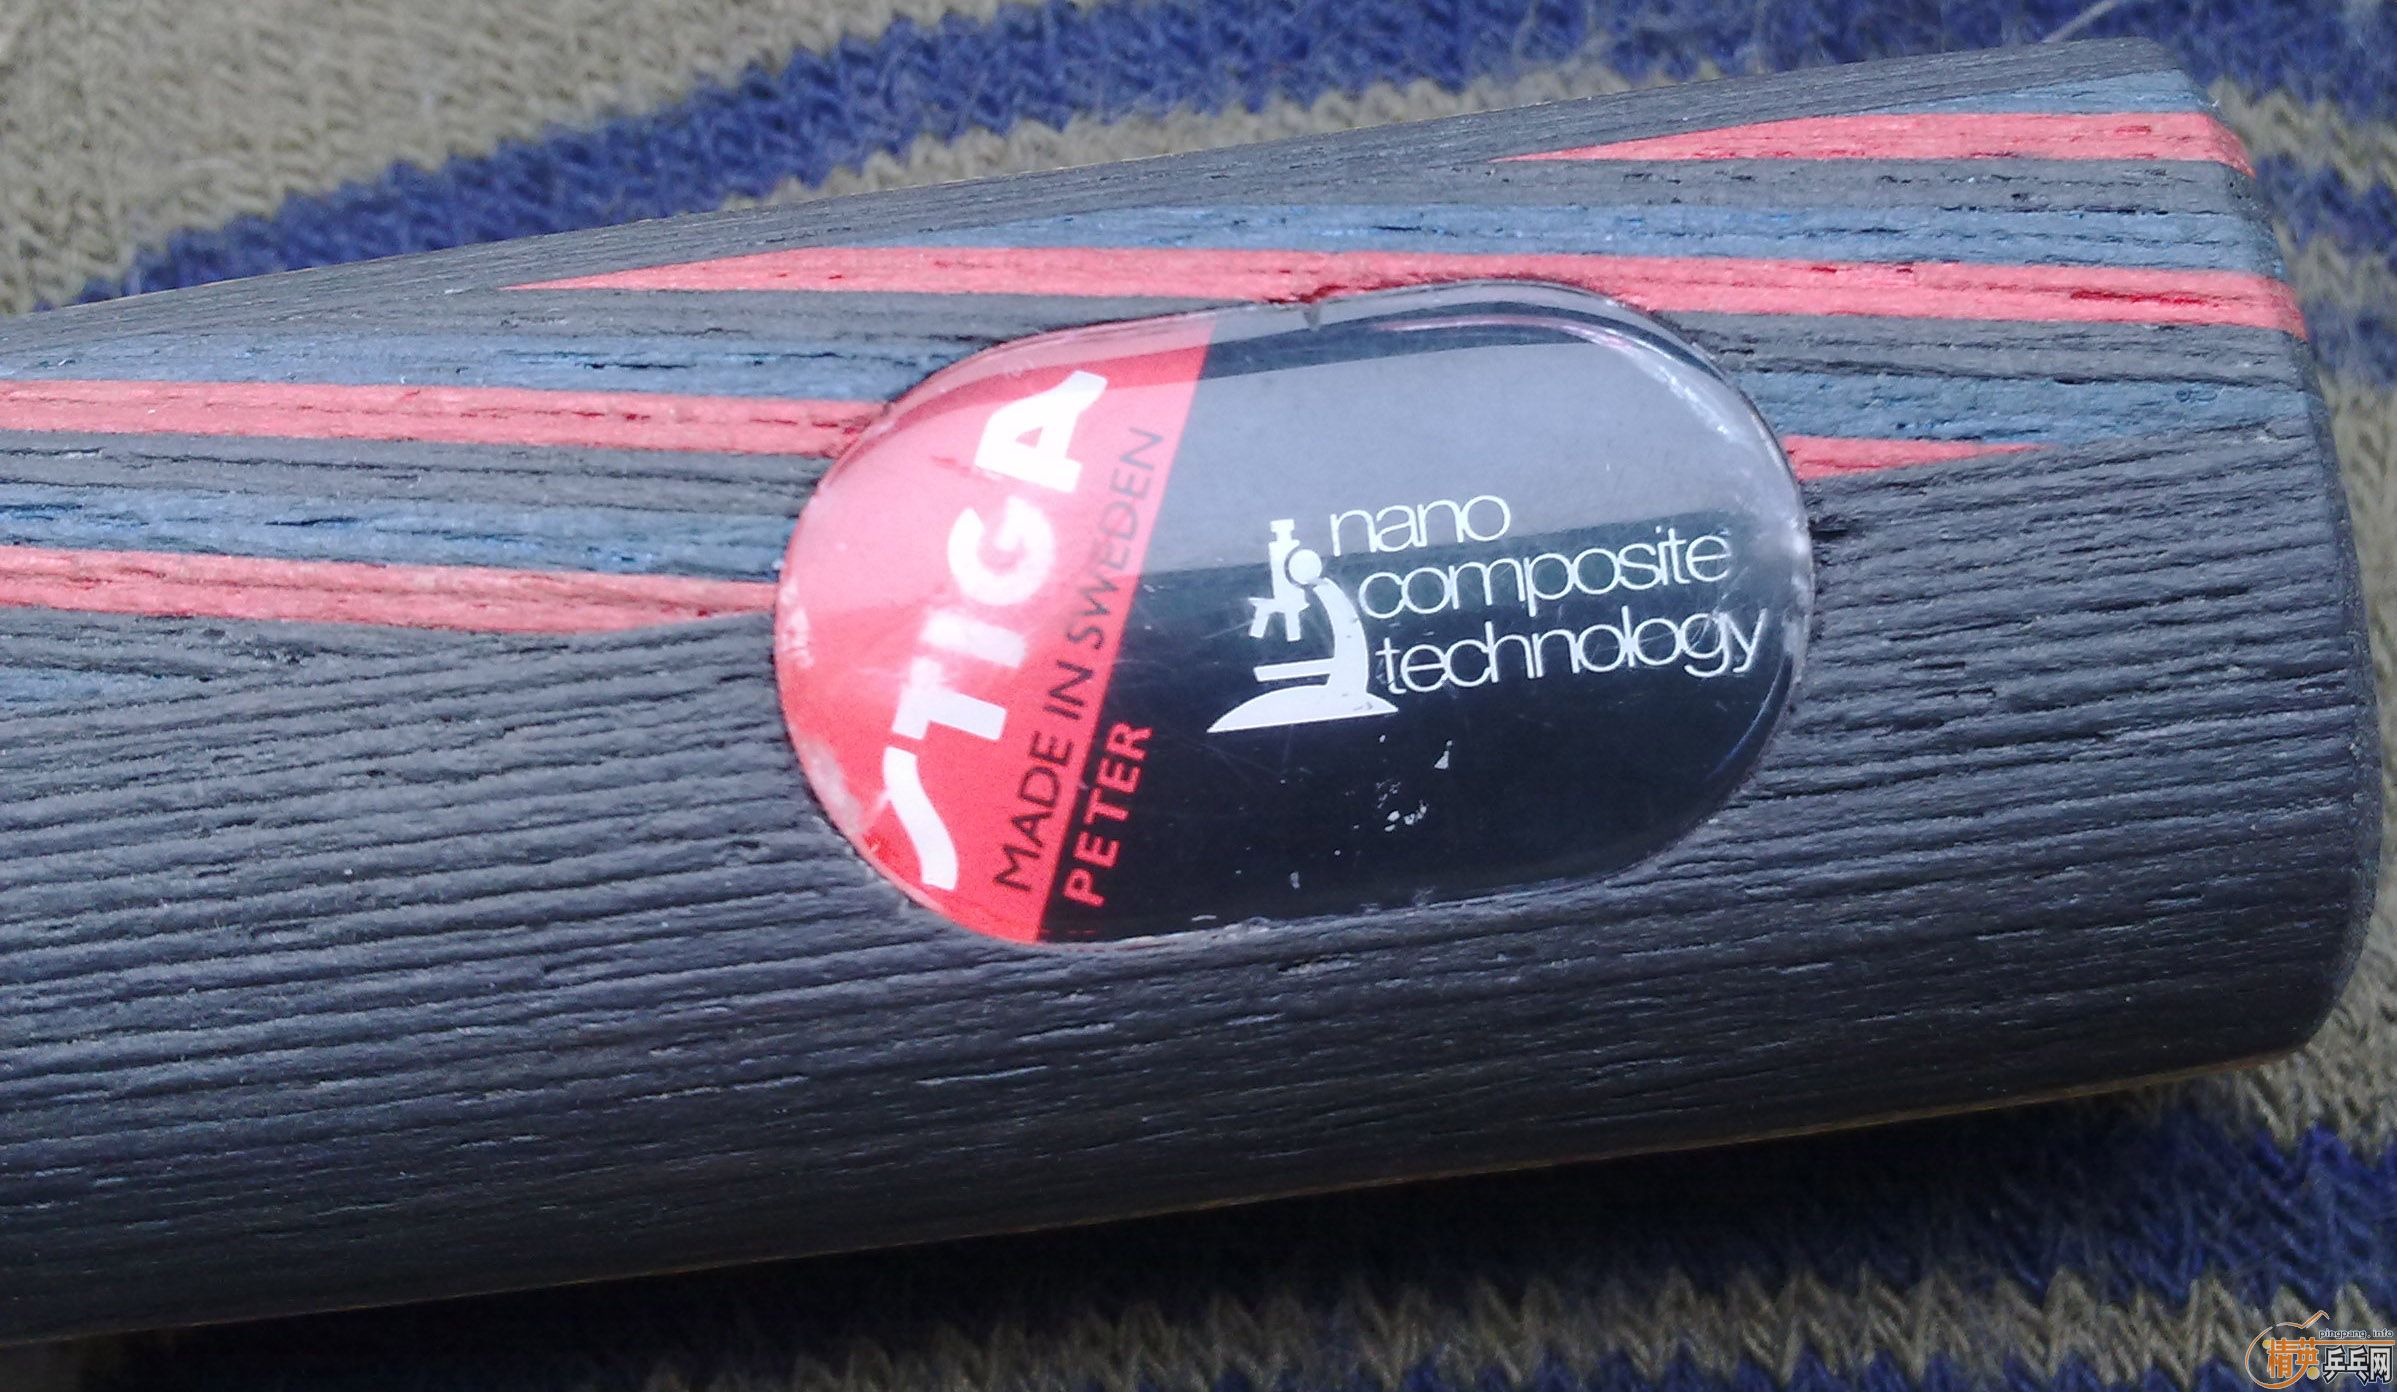 STIGA
MADE IN SWEDEN
PETER
nano
composite
technology
pingpang.info
精英乒乓网